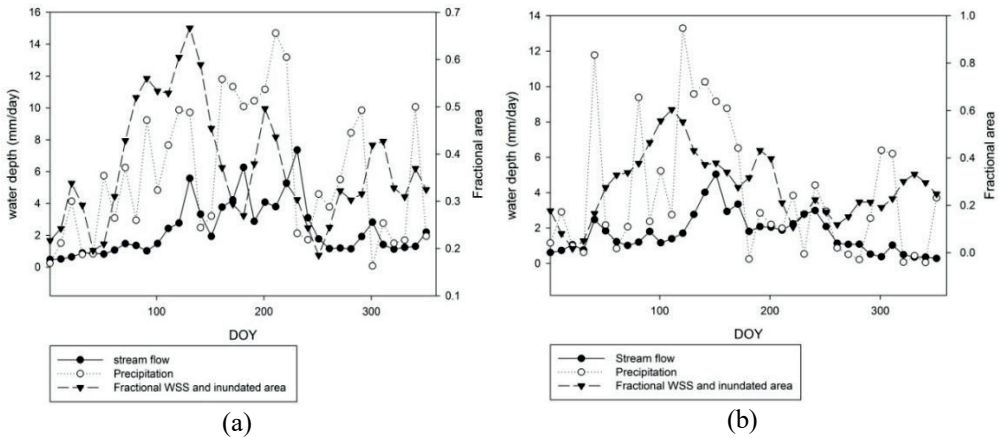 16
14
12
10
8
6
4
2
0
water depth (mm/day)
0.7
0.6
0.5
0.4
0.3
0.2
0.1
Fractional area
100 200 300
DOY
stream flow
Precipitation
Fractional WSS and inundated area
(a)
14
12
10
8
6
4
2
0
water depth (mm/day)
1.0
0.8
0.6
0.4
0.2
0.0
Fractional area
100 200 300
DOY
Stream flow
Precipitation
Fractional WSS and inundated area
(b)